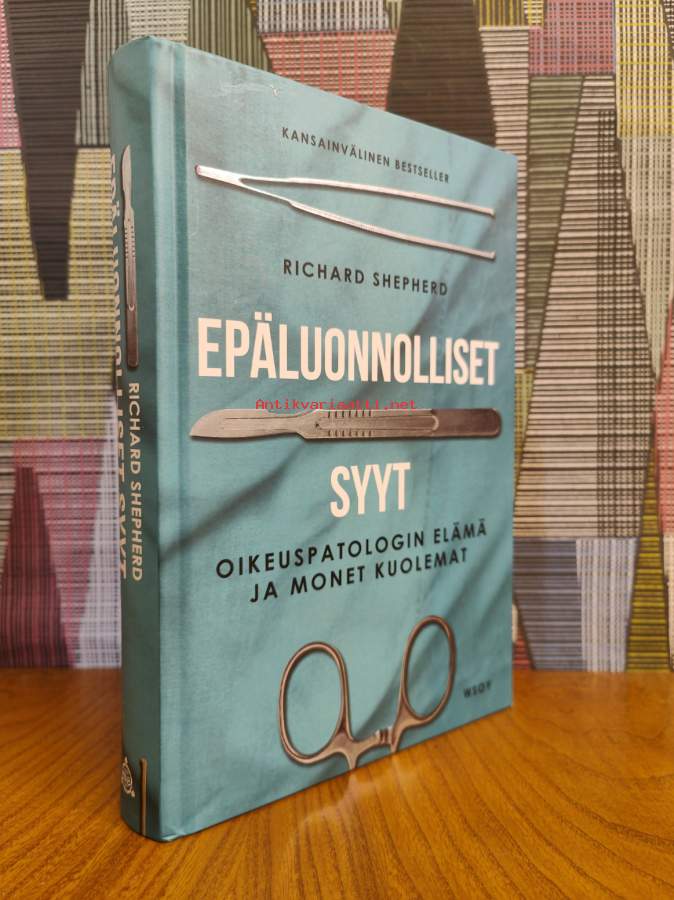 KANSAINVÄLINEN BESTSELLER
RICHARD SHEPHERD
EPÄLUONNOLLISET
Antikvariaatti.net
SYYT
OIKEUSPATOLOGIN ELÄMÄ
JA MONET KUOLEMAT
WSOY
RICHARD SHEPHERD
EPÄLUONNOLLISET SYYT